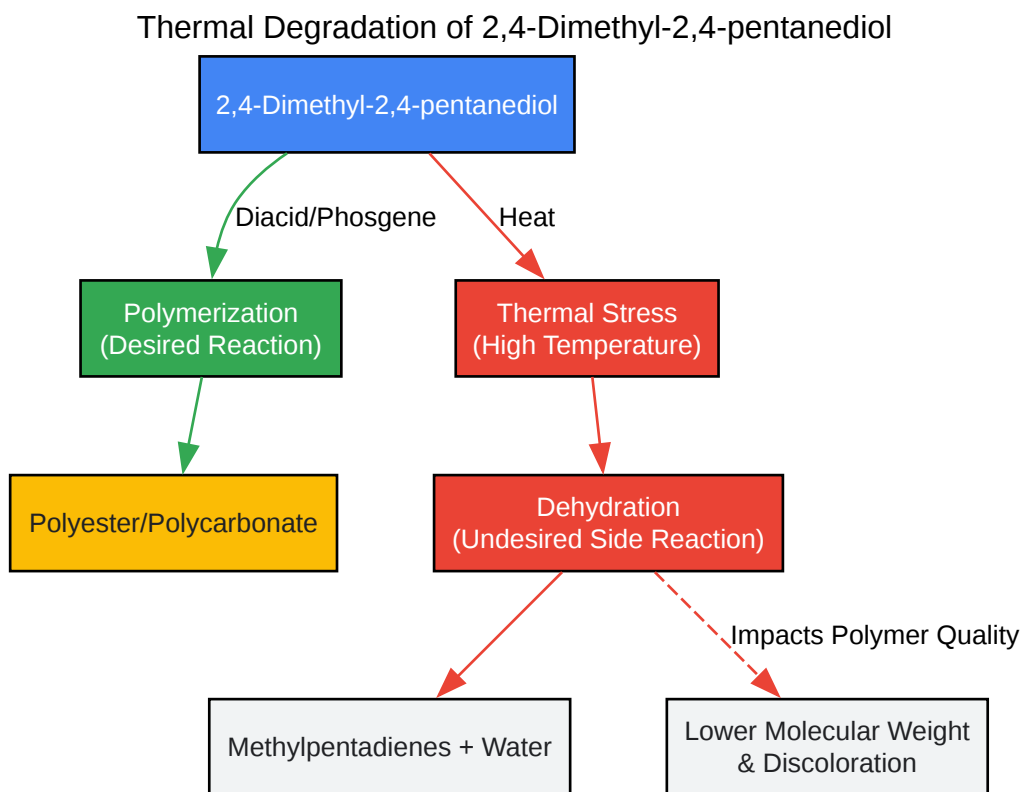 Thermal Degradation of 2,4-Dimethyl-2,4-pentanediol
2,4-Dimethyl-2,4-pentanediol
Diacid/Phosgene
Heat
Polymerization
(Desired Reaction)
Thermal Stress
(High Temperature)
Polyester/Polycarbonate
Dehydration
(Undesired Side Reaction)
Impacts Polymer Quality
Methylpentadienes + Water
Lower Molecular Weight
& Discoloration